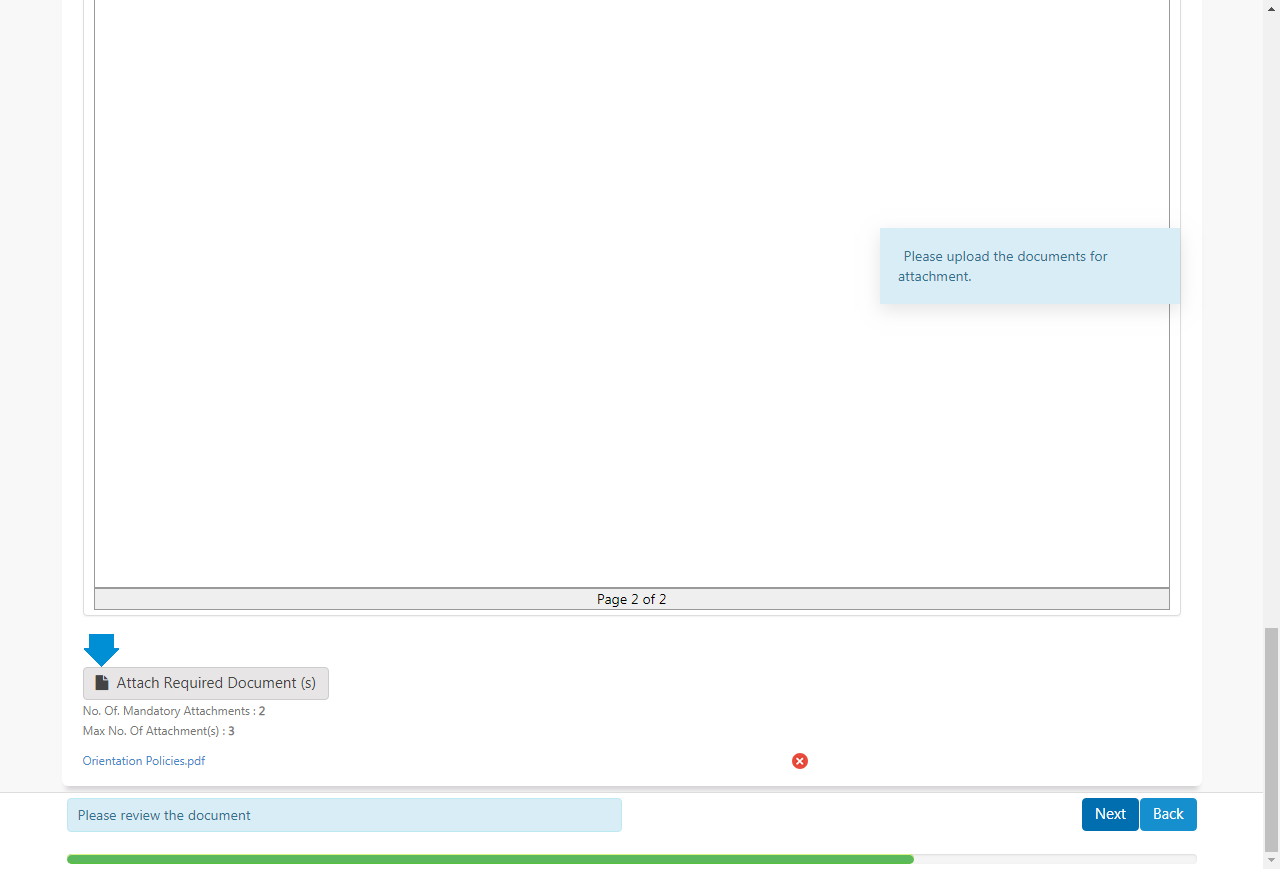 Please upload the documents for
attachment.
Page 2 of 2
Attach Required Document (s)
No. Of. Mandatory Attachments : 2
Max No. Of Attachment(s) : 3
Orientation Policies.pdf
Please review the document
Next
Back